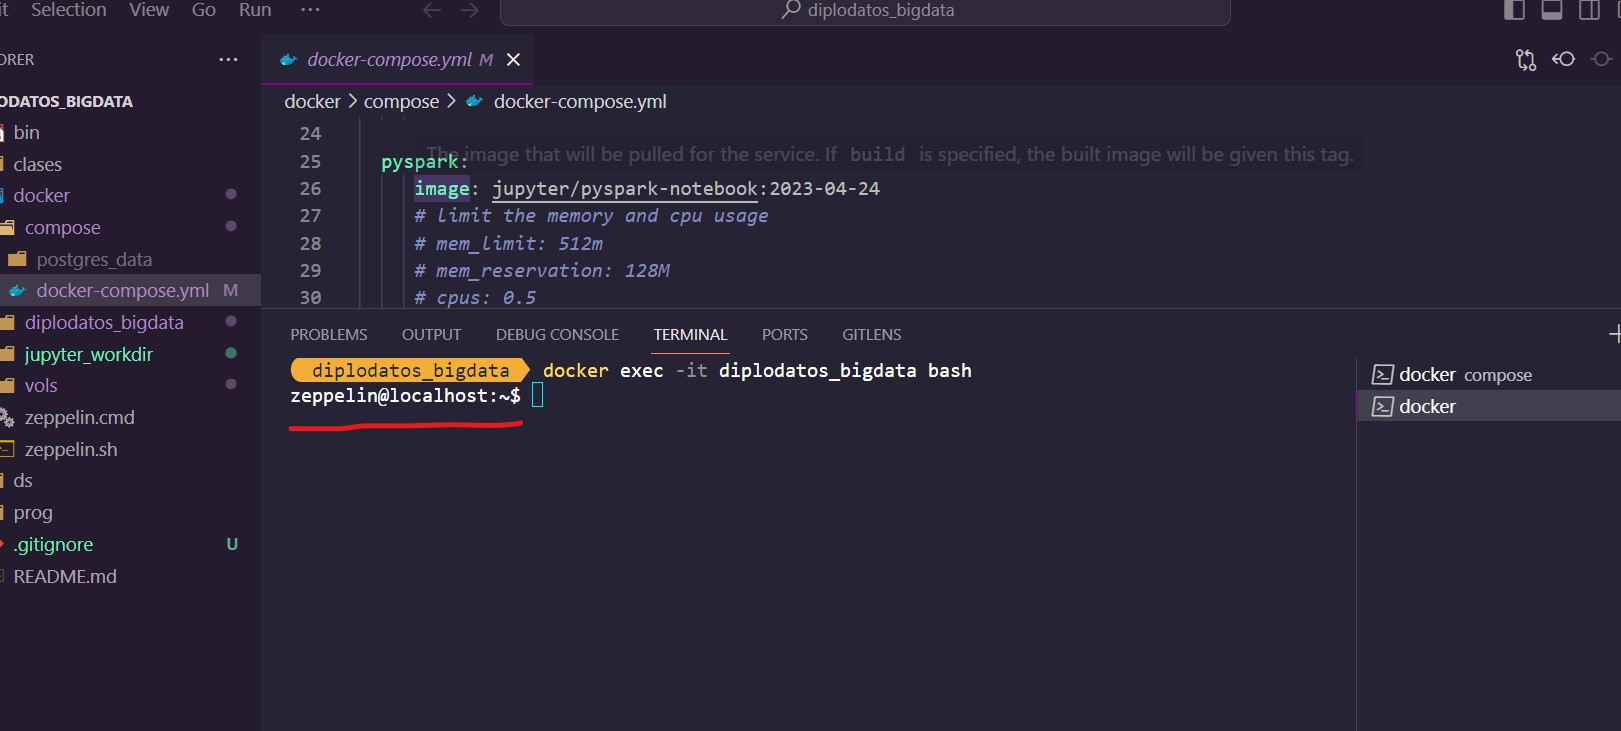 it Selection View Go Run ···
diplodatos_bigdata
ORER ···
docker-compose.yml M
ODATOS_BIGDATA
docker > compose > docker-compose.yml
bin
clases
docker
compose
postgres_data
docker-compose.yml M
diplodatos_bigdata
jupyter_workdir
vols
zeppelin.cmd
zeppelin.sh
ds
prog
.gitignore U
README.md
24
The image that will be pulled for the service. If build is specified, the built image will be given this tag.
25 pyspark:
26 image: jupyter/pyspark-notebook:2023-04-24
27 # limit the memory and cpu usage
28 # mem_limit: 512m
29 # mem_reservation: 128M
30 # cpus: 0.5
PROBLEMS OUTPUT DEBUG CONSOLE TERMINAL PORTS GITLENS
diplodatos_bigdata docker exec -it diplodatos_bigdata bash
zeppelin@localhost:~$
docker compose
docker